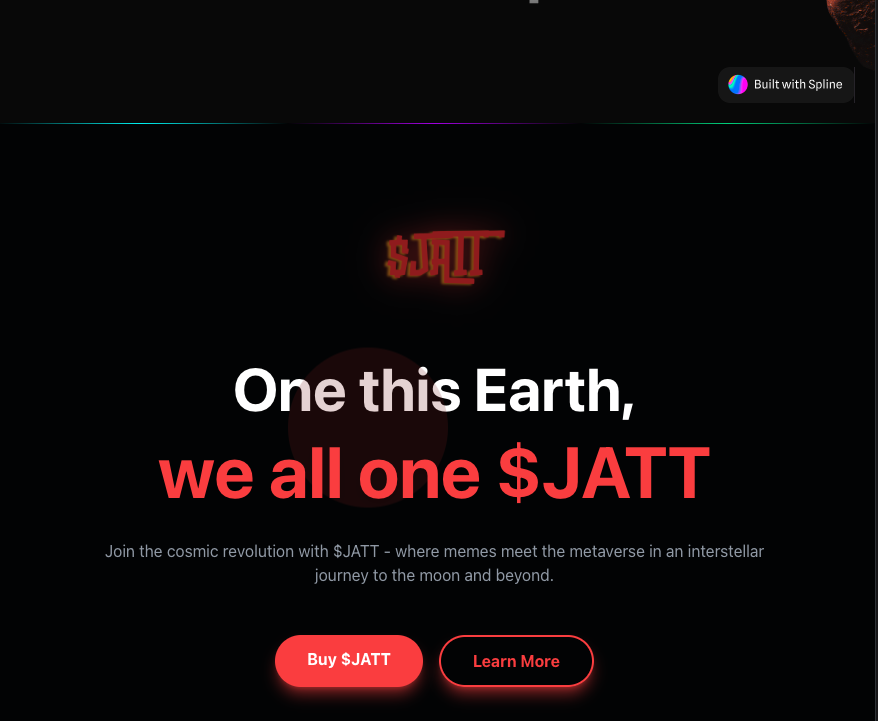 Built with Spline
$JATT
One this Earth,
we all one $JATT
Join the cosmic revolution with $JATT - where memes meet the metaverse in an interstellar
journey to the moon and beyond.
Buy $JATT
Learn More